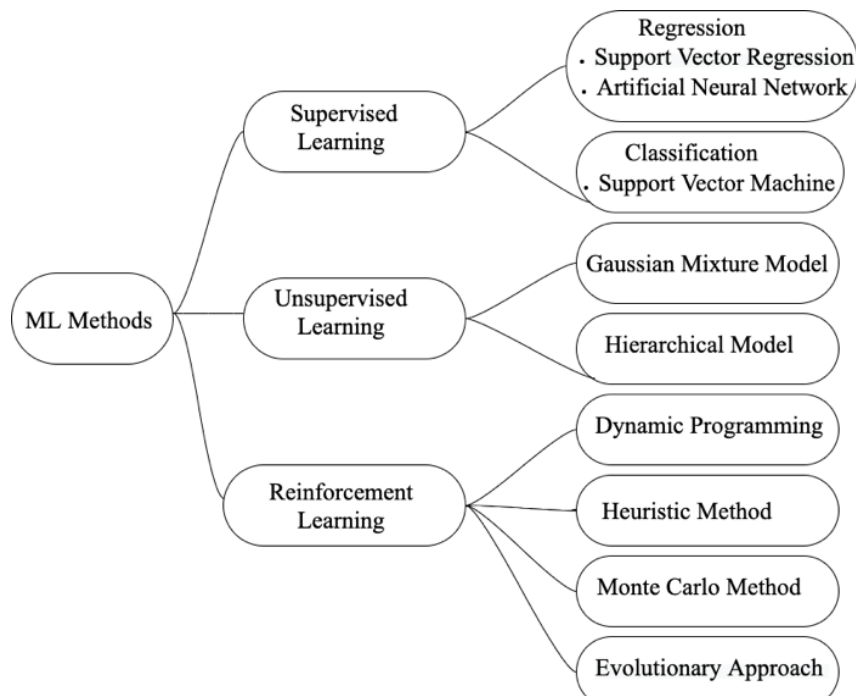 ML Methods
Supervised
Learning
Regression
• Support Vector Regression
• Artificial Neural Network
Classification
• Support Vector Machine
Unsupervised
Learning
Gaussian Mixture Model
Hierarchical Model
Reinforcement
Learning
Dynamic Programming
Heuristic Method
Monte Carlo Method
Evolutionary Approach